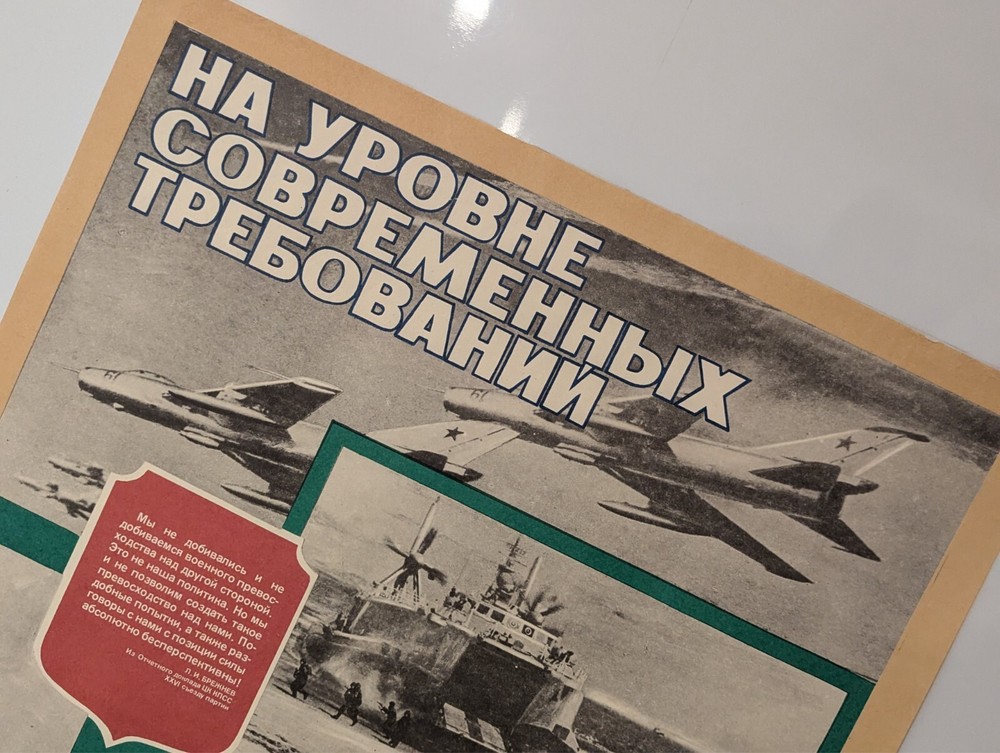 НА УРОВНЕ
СОВРЕМЕННЫХ
ТРЕБОВАНИЙ
Мы не добивались и не
добиваемся военного превос-
ходства над другой стороной.
Это не наша политика. Но мы
и не позволим создать такое
превосходство над нами. По-
добные попытки, а также раз-
говоры с нами с позиции силы
абсолютно бесперспективны!
Л. И. БРЕЖНЕВ
Из Отчетного доклада ЦК КПСС
XXVI съезду партии